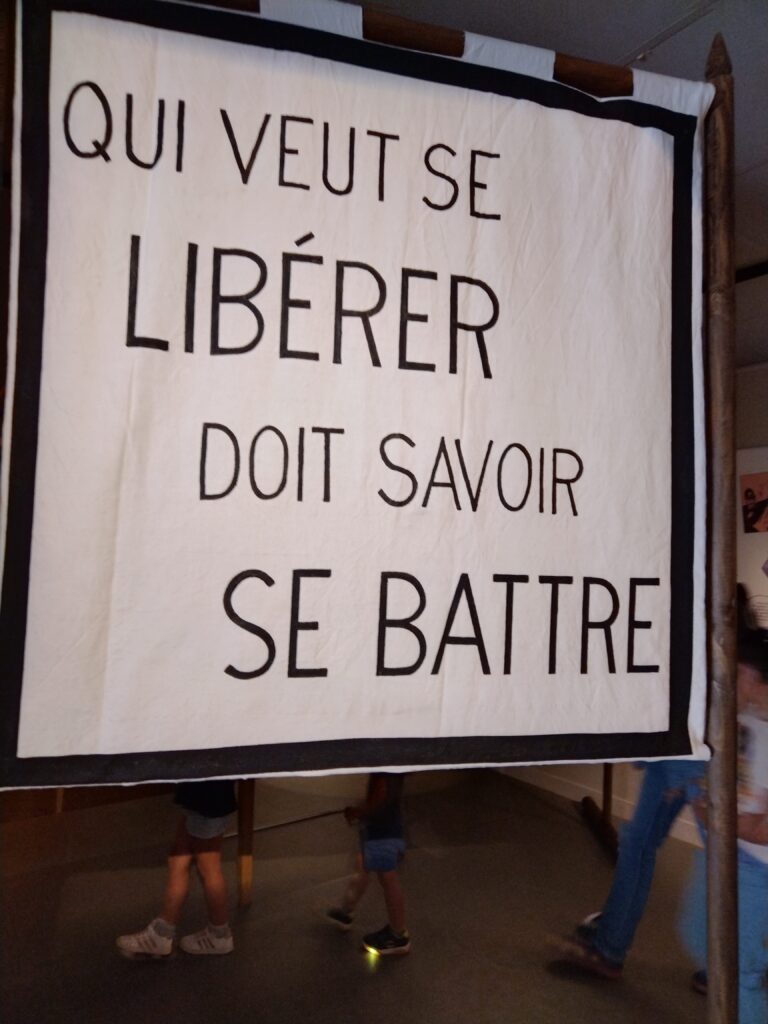 QUI VEUT SE
LIBÉRER
DOIT SAVOIR
SE BATTRE